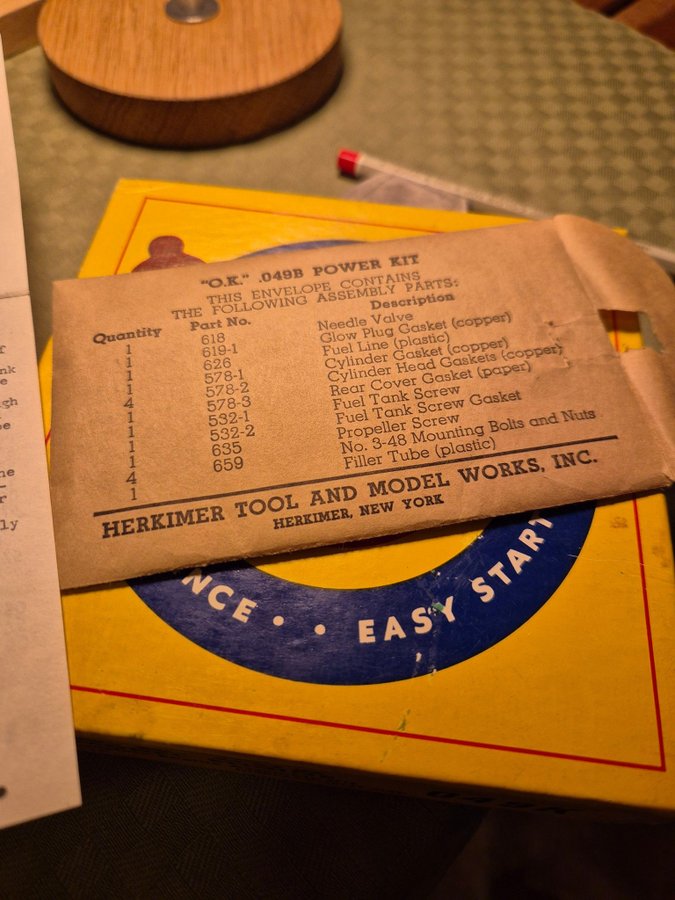 "O.K." .049B POWER KIT
THIS ENVELOPE CONTAINS
THE FOLLOWING ASSEMBLY PARTS:
Quantity Part No. Description
1 618 Needle Valve
1 619-1 Glow Plug Gasket (copper)
1 626 Fuel Line (plastic)
1 578-1 Cylinder Gasket (copper)
4 578-2 Cylinder Head Gaskets (copper)
1 578-3 Rear Cover Gasket (paper)
1 532-1 Fuel Tank Screw
1 532-2 Fuel Tank Screw Gasket
1 635 Propeller Screw
4 659 No. 3-48 Mounting Bolts and Nuts
1 Filler Tube (plastic)
HERKIMER TOOL AND MODEL WORKS, INC.
HERKIMER, NEW YORK
NCE • • EASY START